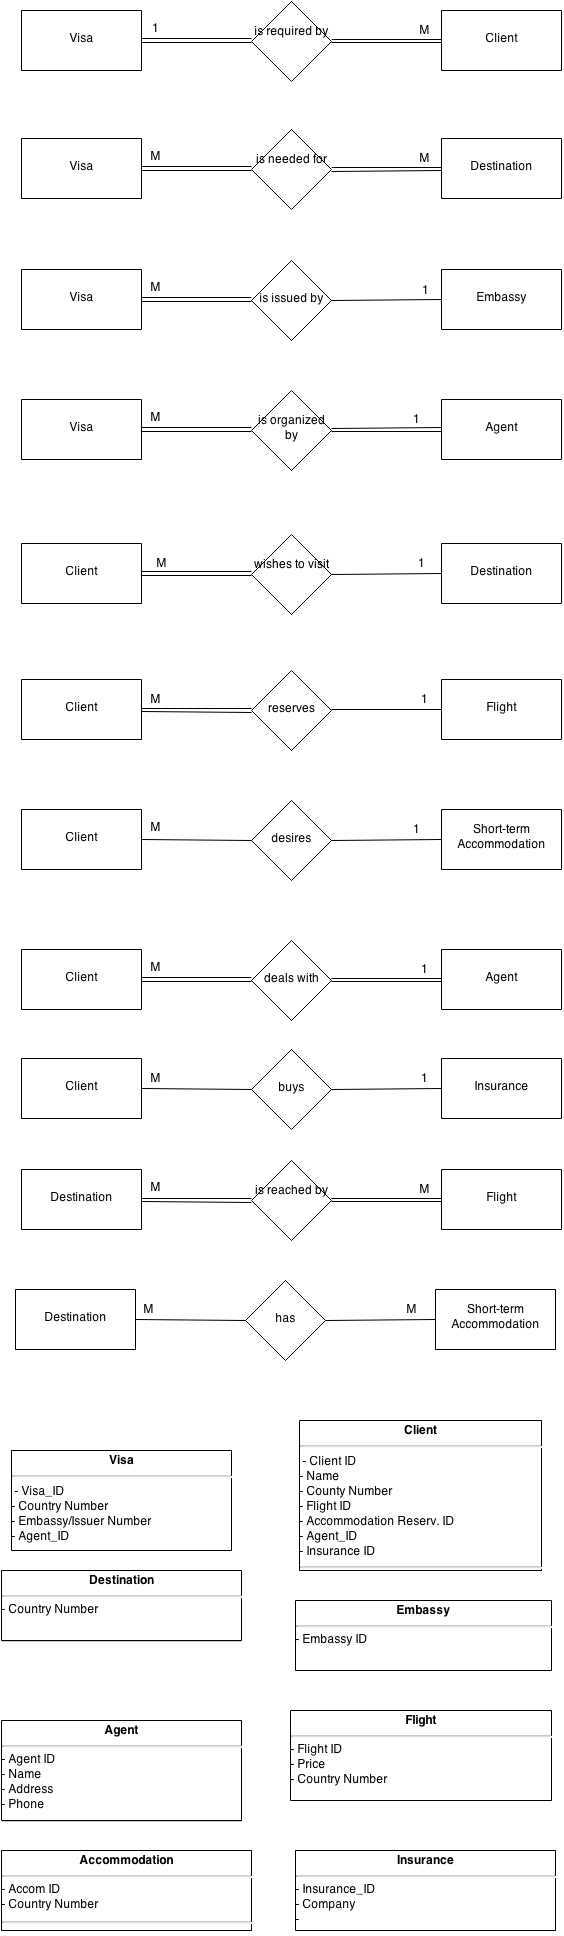 1
is required by
M
Visa
Client
M
is needed for
M
Visa
Destination
M
is issued by
1
Visa
Embassy
M
is organized
by
1
Visa
Agent
M
wishes to visit
1
Client
Destination
M
reserves
1
Client
Flight
M
desires
1
Client
Short-term
Accommodation
M
deals with
1
Client
Agent
M
buys
1
Client
Insurance
M
is reached by
M
Destination
Flight
M
has
M
Destination
Short-term
Accommodation
Visa
- Visa_ID
- Country Number
- Embassy/Issuer Number
- Agent_ID
Client
- Client ID
- Name
- County Number
- Flight ID
- Accommodation Reserv. ID
- Agent_ID
- Insurance ID
Destination
- Country Number
Embassy
- Embassy ID
Agent
- Agent ID
- Name
- Address
- Phone
Flight
- Flight ID
- Price
- Country Number
Accommodation
- Accom ID
- Country Number
Insurance
- Insurance_ID
- Company
-